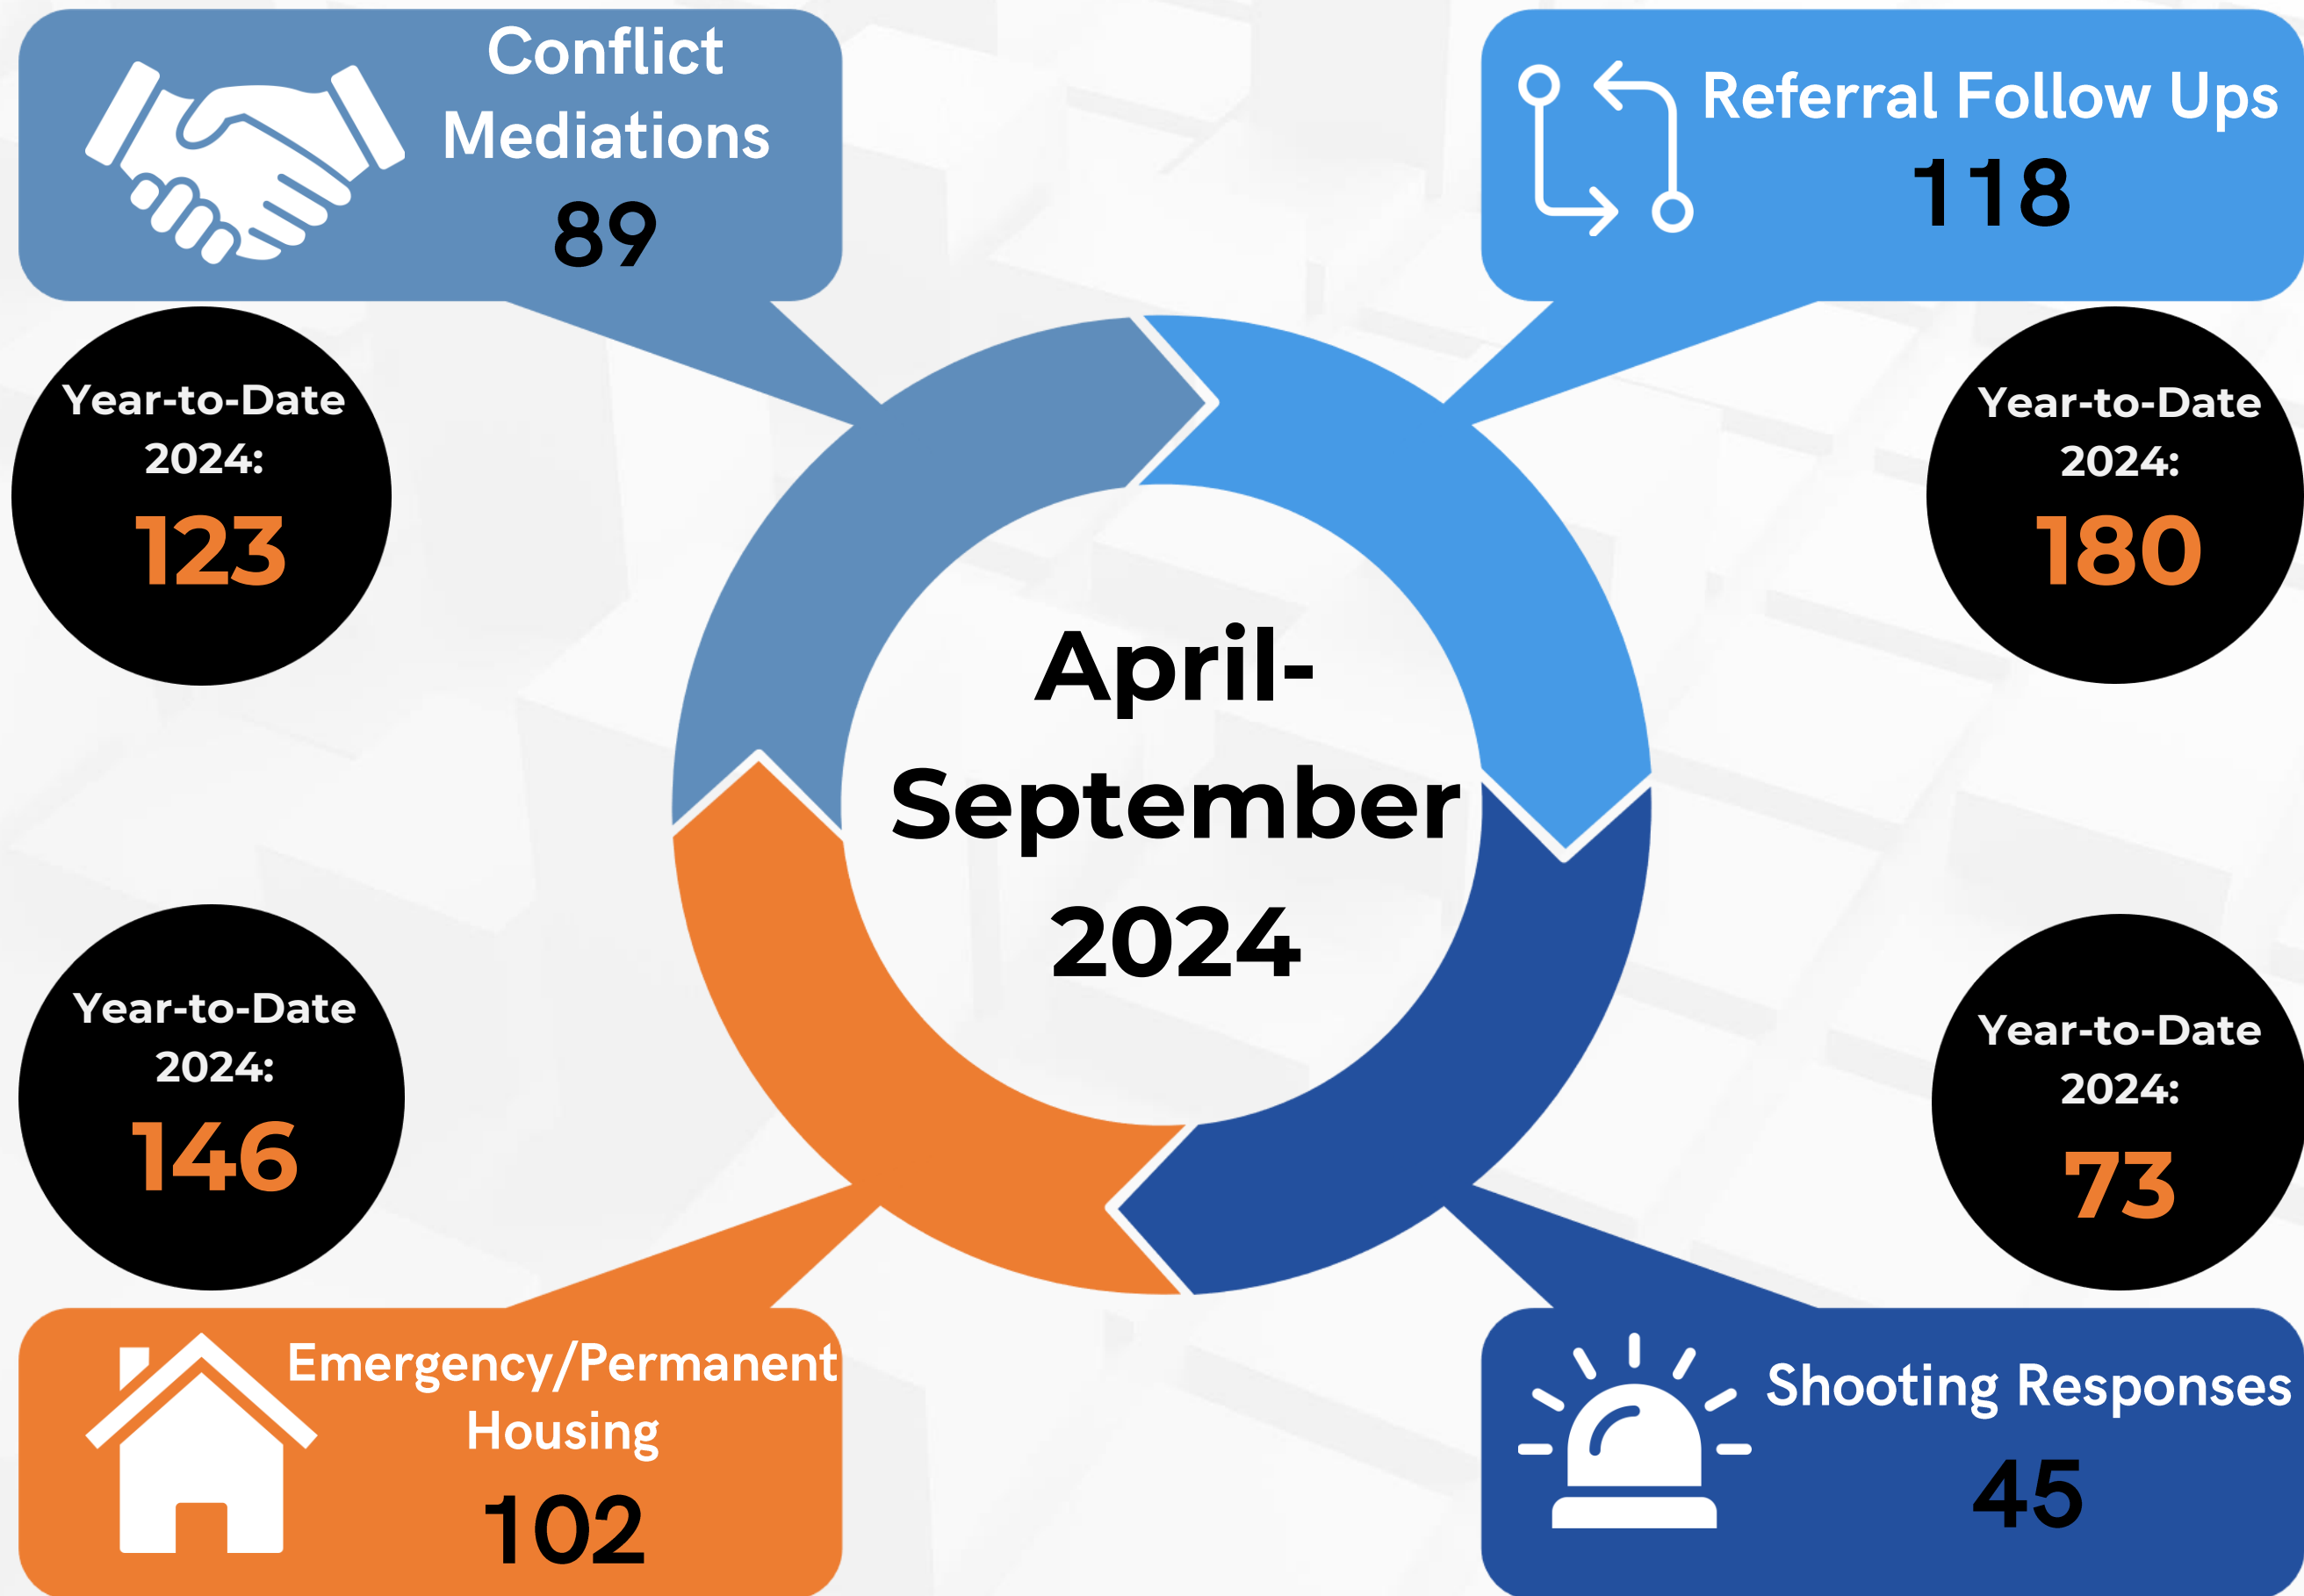 Conflict
Mediations
89
Referral Follow Ups
118
Year-to-Date
2024:
123
Year-to-Date
2024:
180
April-
September
2024
Year-to-Date
2024:
146
Year-to-Date
2024:
73
Emergency/Permanent
Housing
102
Shooting Responses
45